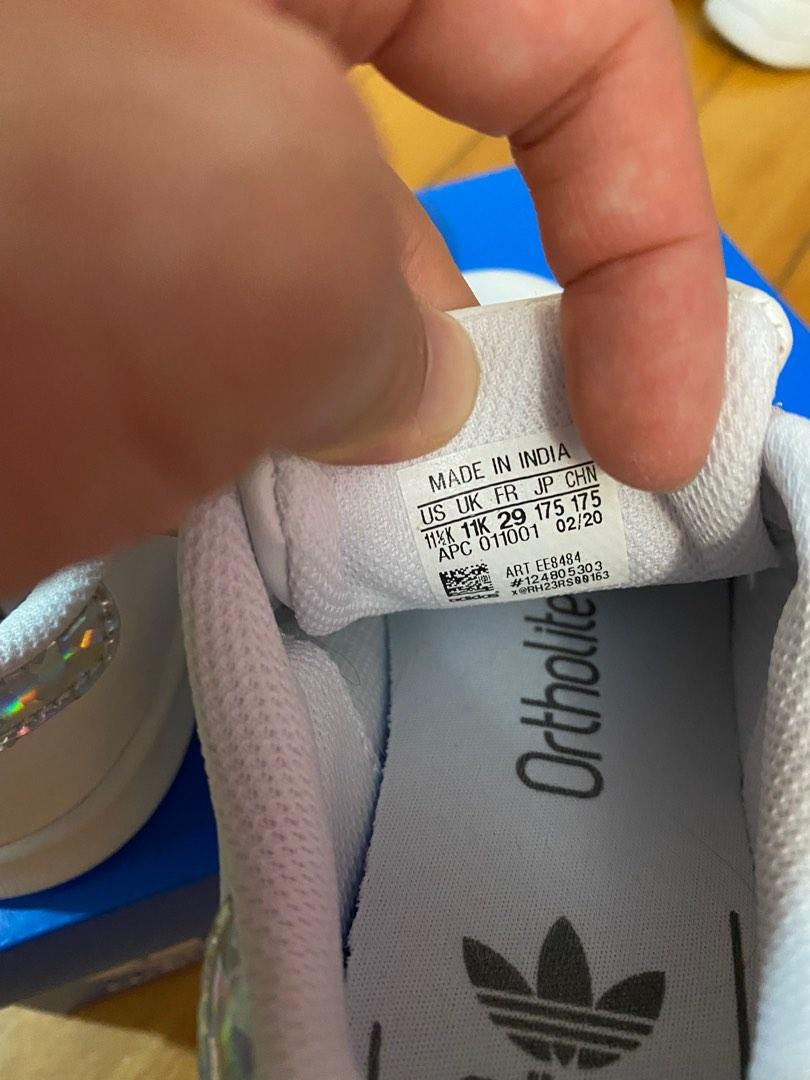 MADE IN INDIA
US UK FR JP CHN
11½K 11K 29 175 175
APC 011001 02/20
ART EE8484
#124805303
x@RH23RS00163
adidas
Ortholite